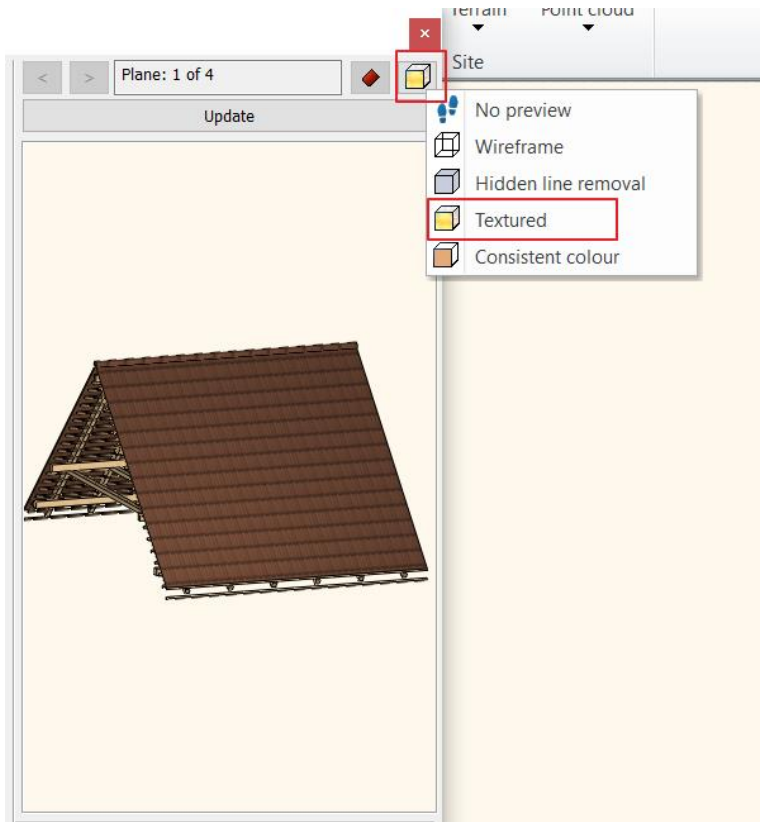 Terrain Point cloud
×
Site
< > Plane: 1 of 4
Update
No preview
Wireframe
Hidden line removal
Textured
Consistent colour